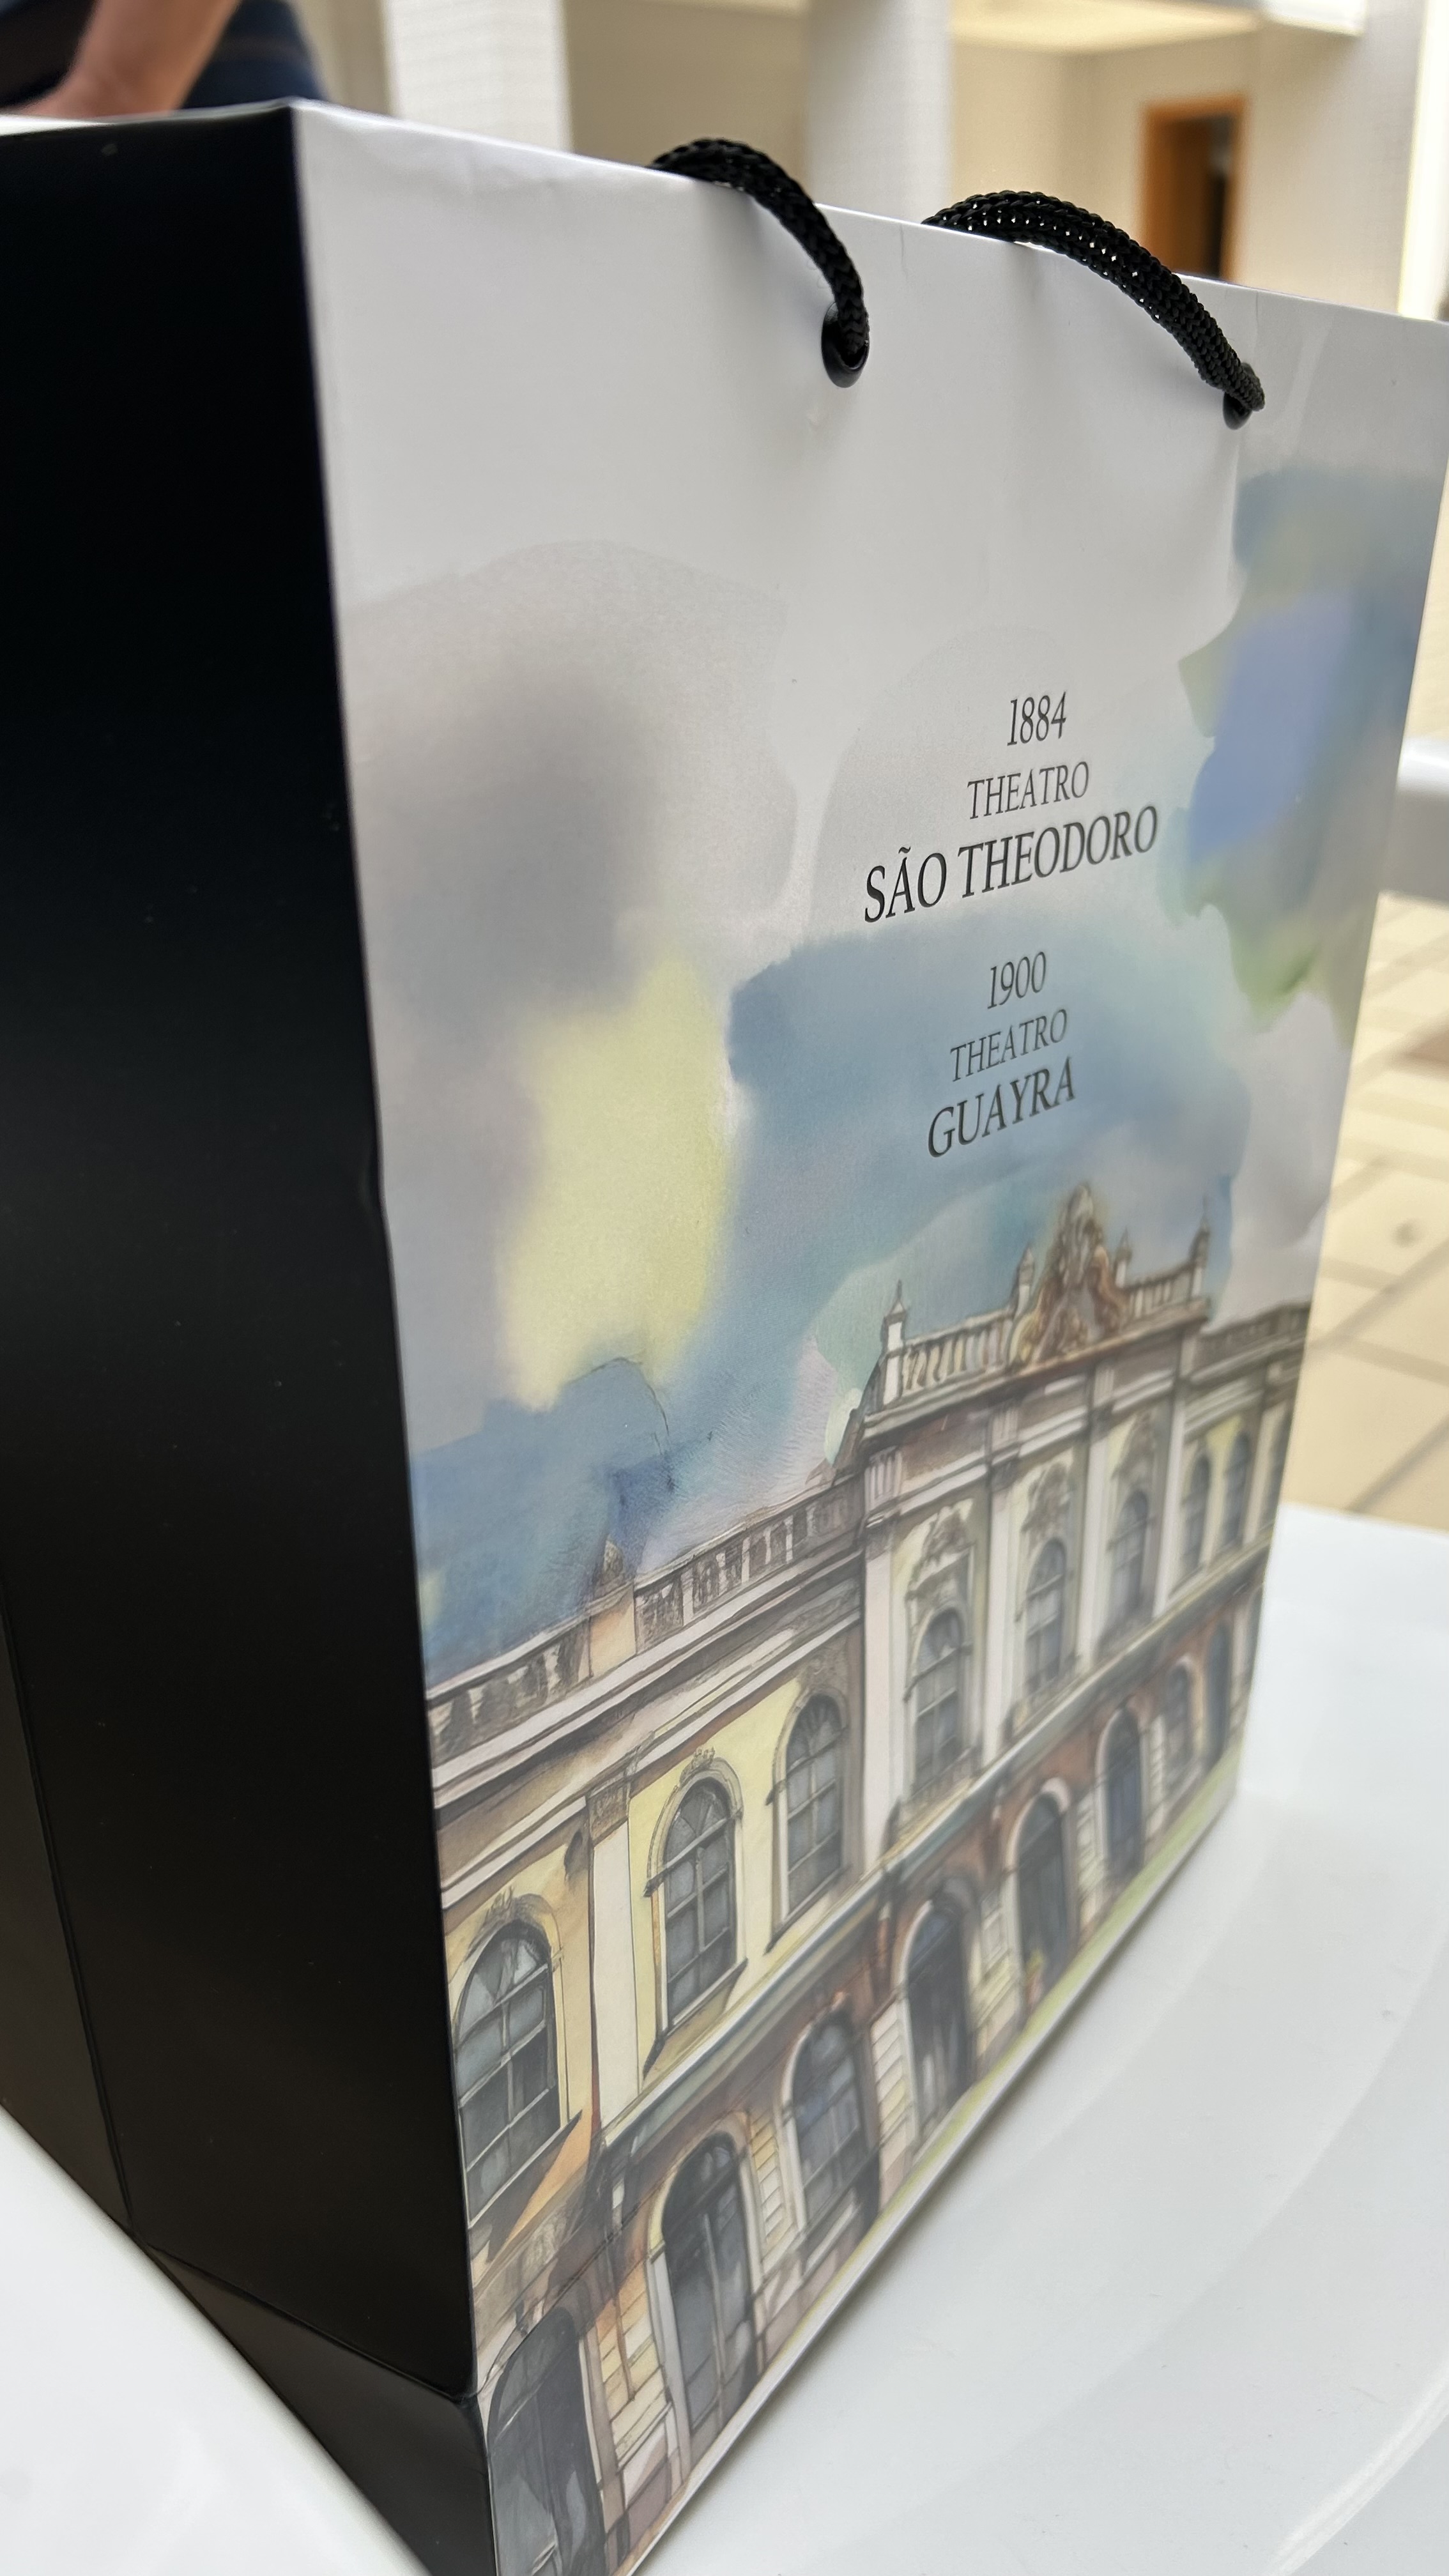 1884
THEATRO
SÃO THEODORO
1900
THEATRO
GUAYRA